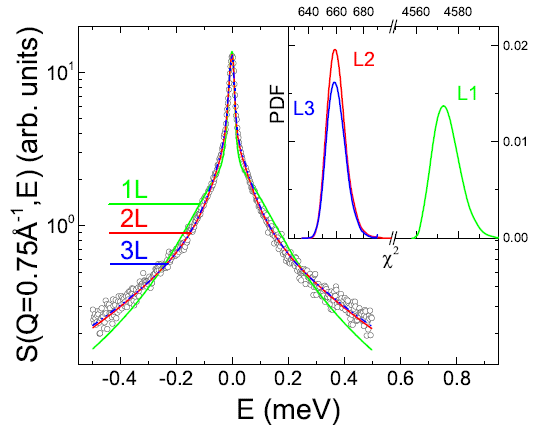 640 660 680 4560 4580
S(Q=0.75Å⁻¹,E) (arb. units)
10¹
10⁰
1L
2L
3L
PDF
L2
L3
L1
0.02
0.01
0.00
χ²
-0.4 -0.2 0.0 0.2 0.4 0.6 0.8
E (meV)